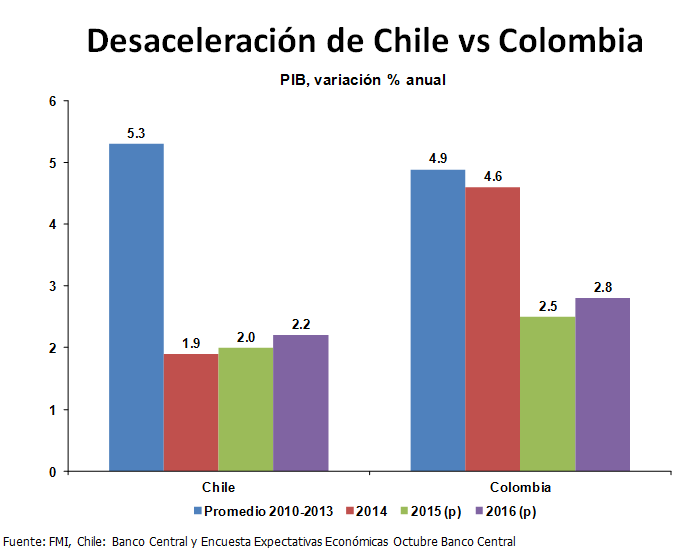 Desaceleración de Chile vs Colombia
PIB, variación % anual
6
5
4
3
2
1
0
5.3
1.9
2.0
2.2
4.9
4.6
2.5
2.8
Chile
Colombia
Promedio 2010-2013 2014 2015 (p) 2016 (p)
Fuente: FMI, Chile: Banco Central y Encuesta Expectativas Económicas Octubre Banco Central